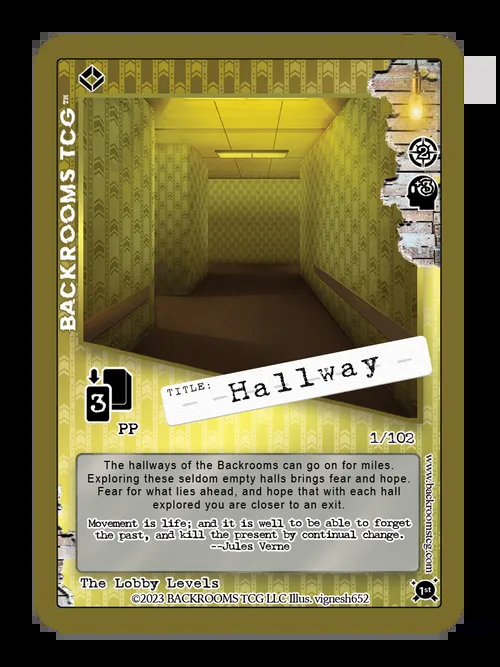 BACKROOMS TCG™
2
+3
TITLE: Hallway
3
PP
1/102
The hallways of the Backrooms can go on for miles.
Exploring these seldom empty halls brings fear and hope.
Fear for what lies ahead, and hope that with each hall
explored you are closer to an exit.
Movement is life; and it is well to be able to forget
the past, and kill the present by continual change.
--Jules Verne
www.backroomstcg.com
The Lobby Levels
1st
©2023 BACKROOMS TCG LLC Illus. vignesh652